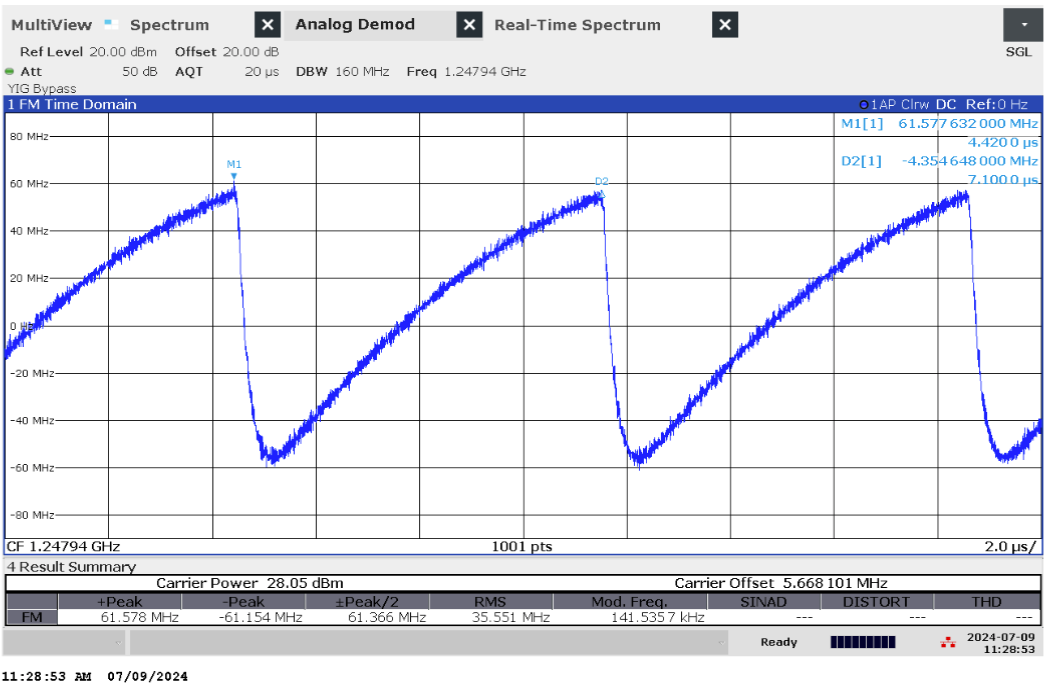 MultiView Spectrum Analog Demod Real-Time Spectrum
Ref Level 20.00 dBm Offset 20.00 dB SGL
Att 50 dB AQT 20 µs DBW 160 MHz Freq 1.24794 GHz
YIG Bypass
1 FM Time Domain 1AP Clrw DC Ref:0 Hz
M1[1] 61.577 632 000 MHz
4.420 0 µs
D2[1] -4.354 648 000 MHz
7.100 0 µs
M1
D2
80 MHz
60 MHz
40 MHz
20 MHz
0 Hz
-20 MHz
-40 MHz
-60 MHz
-80 MHz
CF 1.24794 GHz 1001 pts 2.0 µs/
4 Result Summary
Carrier Power 28.05 dBm Carrier Offset 5.668 101 MHz
+Peak -Peak ±Peak/2 RMS Mod. Freq. SINAD DISTORT THD
FM 61.578 MHz -61.154 MHz 61.366 MHz 35.551 MHz 141.535 7 kHz --- --- ---
Ready 2024-07-09
11:28:53
11:28:53 AM 07/09/2024